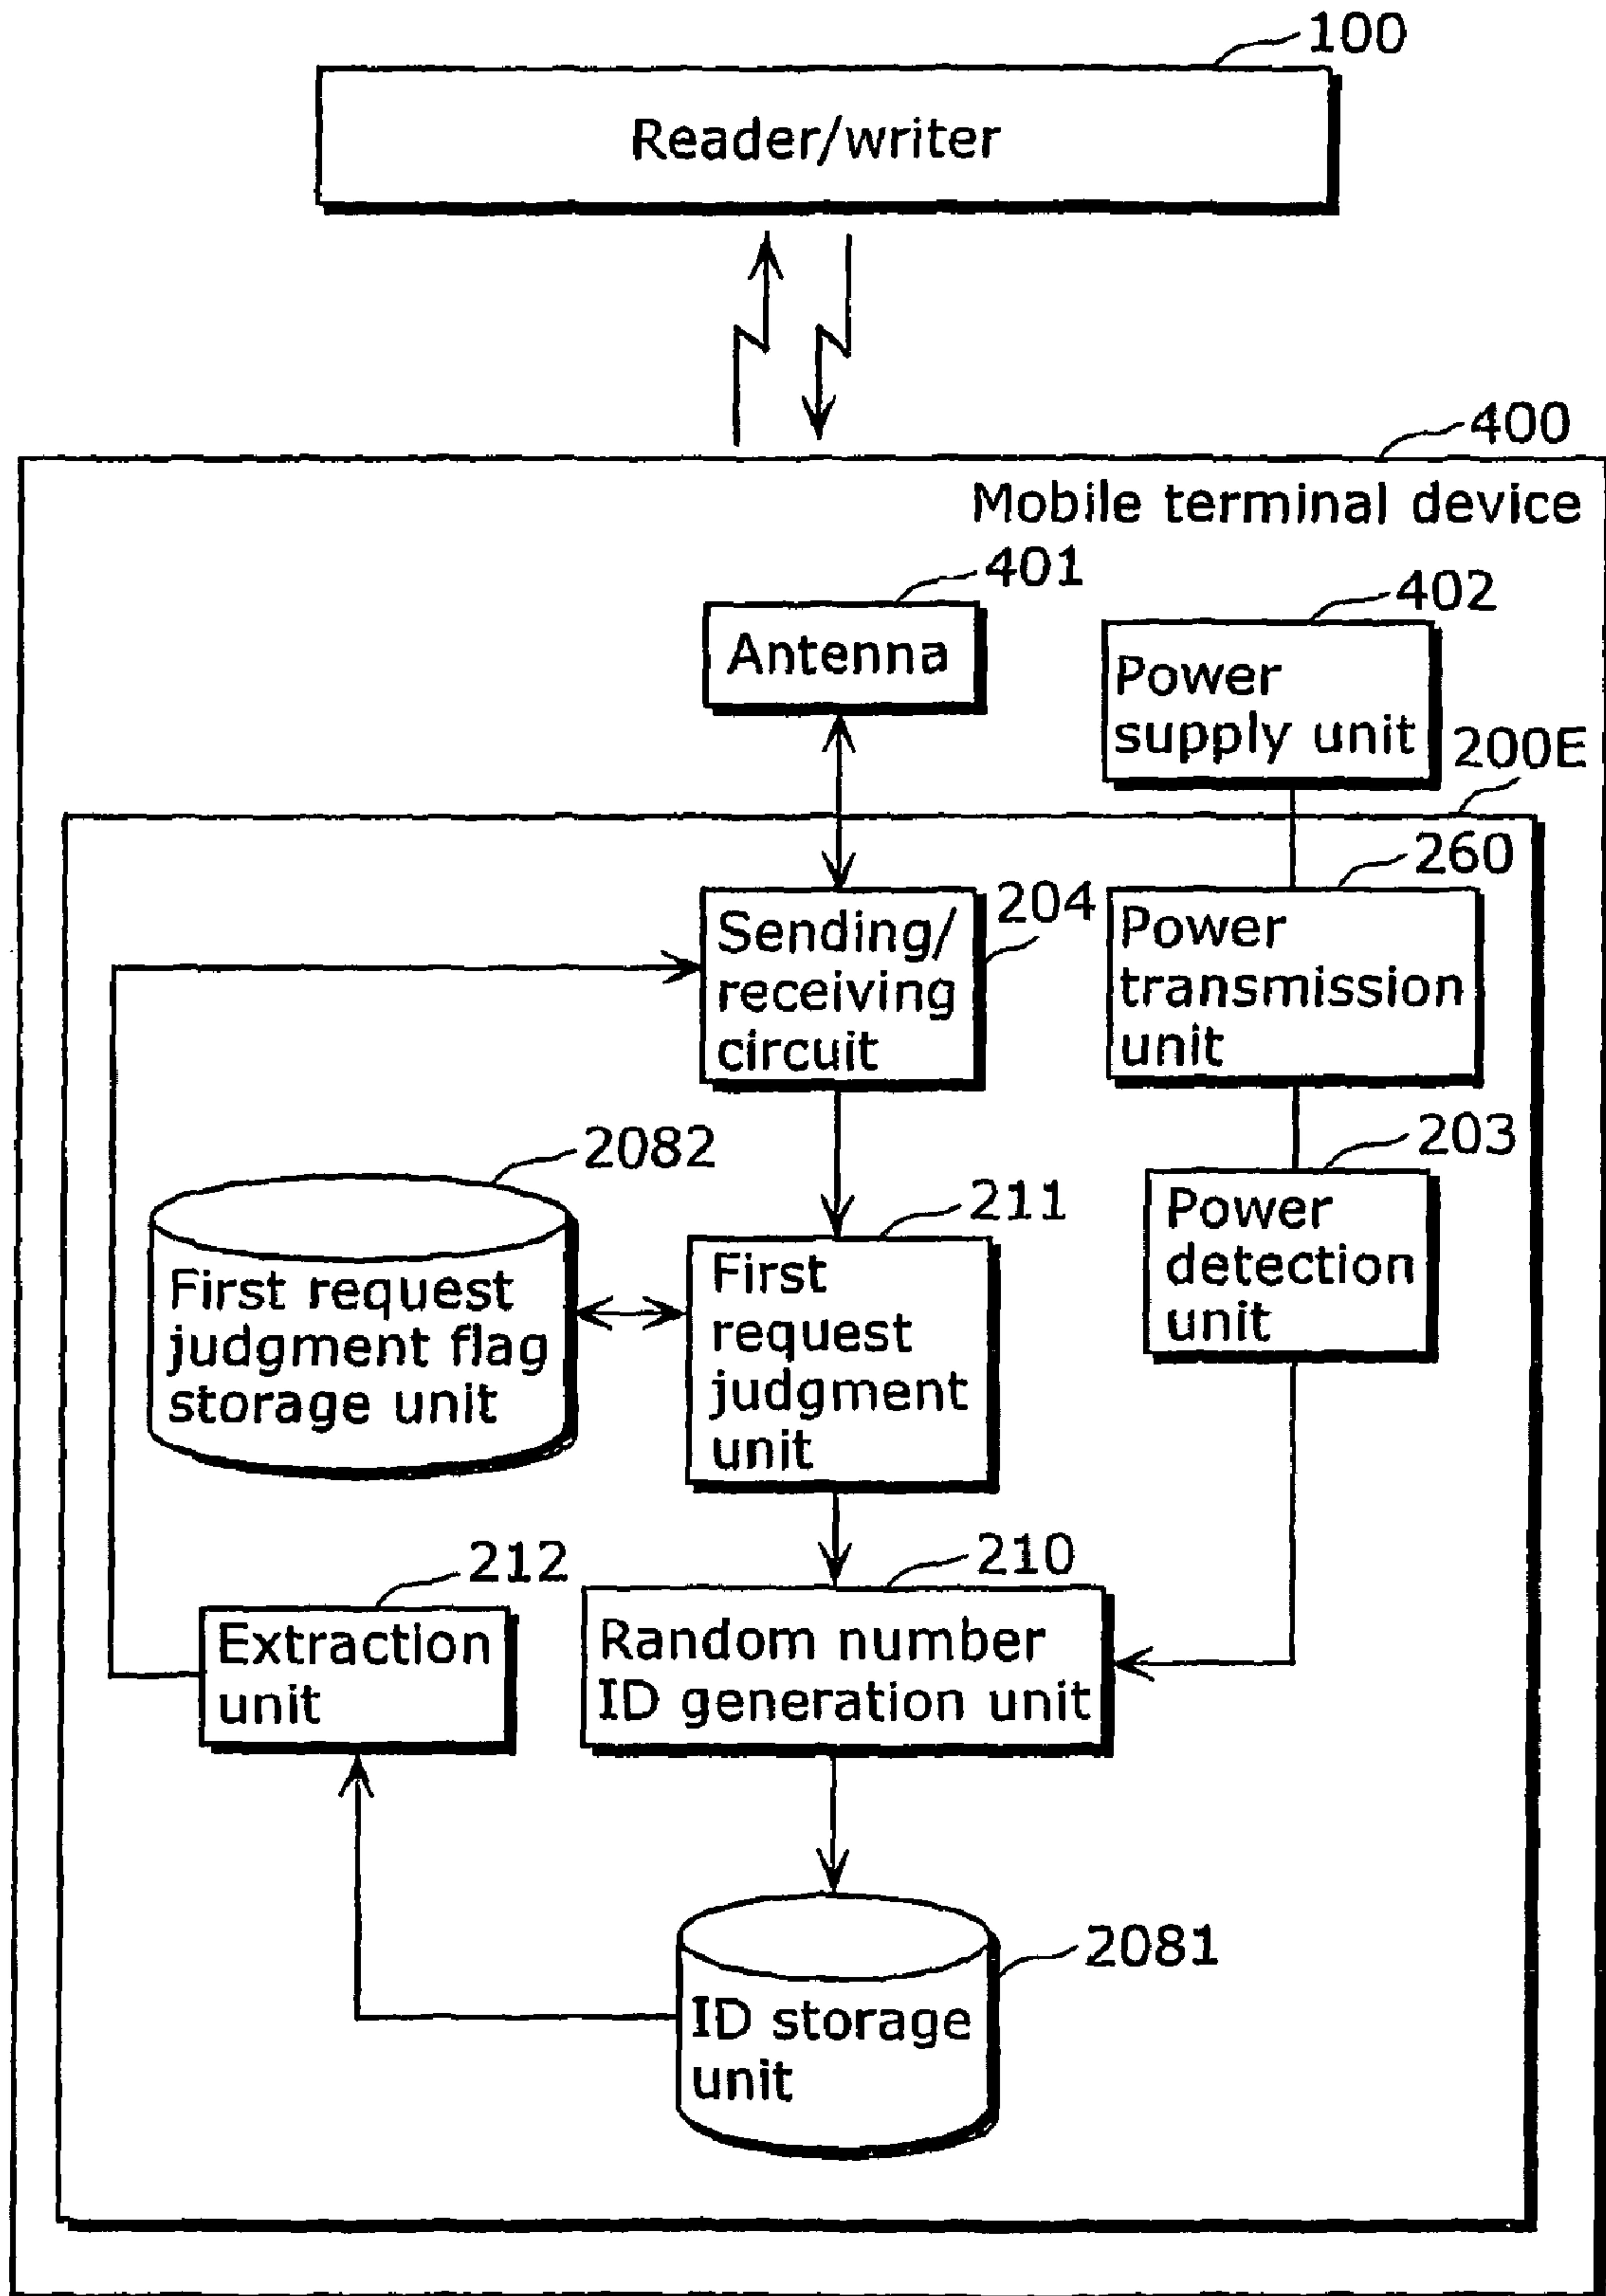 100
Reader/writer
400
Mobile terminal device
401
Antenna
402
Power
supply unit
200E
204
Sending/
receiving
circuit
260
Power
transmission
unit
2082
First request
judgment flag
storage unit
211
First
request
judgment
unit
203
Power
detection
unit
212
Extraction
unit
210
Random number
ID generation unit
2081
ID storage
unit